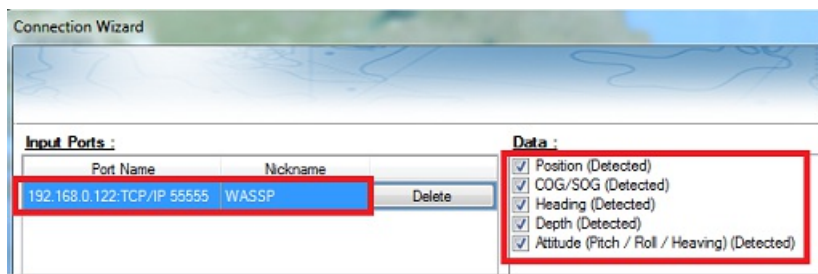 Connection Wizard
Input Ports :
Port Name Nickname
192.168.0.122:TCP/IP 55555 WASSP Delete
Data :
Position (Detected)
COG/SOG (Detected)
Heading (Detected)
Depth (Detected)
Attitude (Pitch / Roll / Heaving) (Detected)